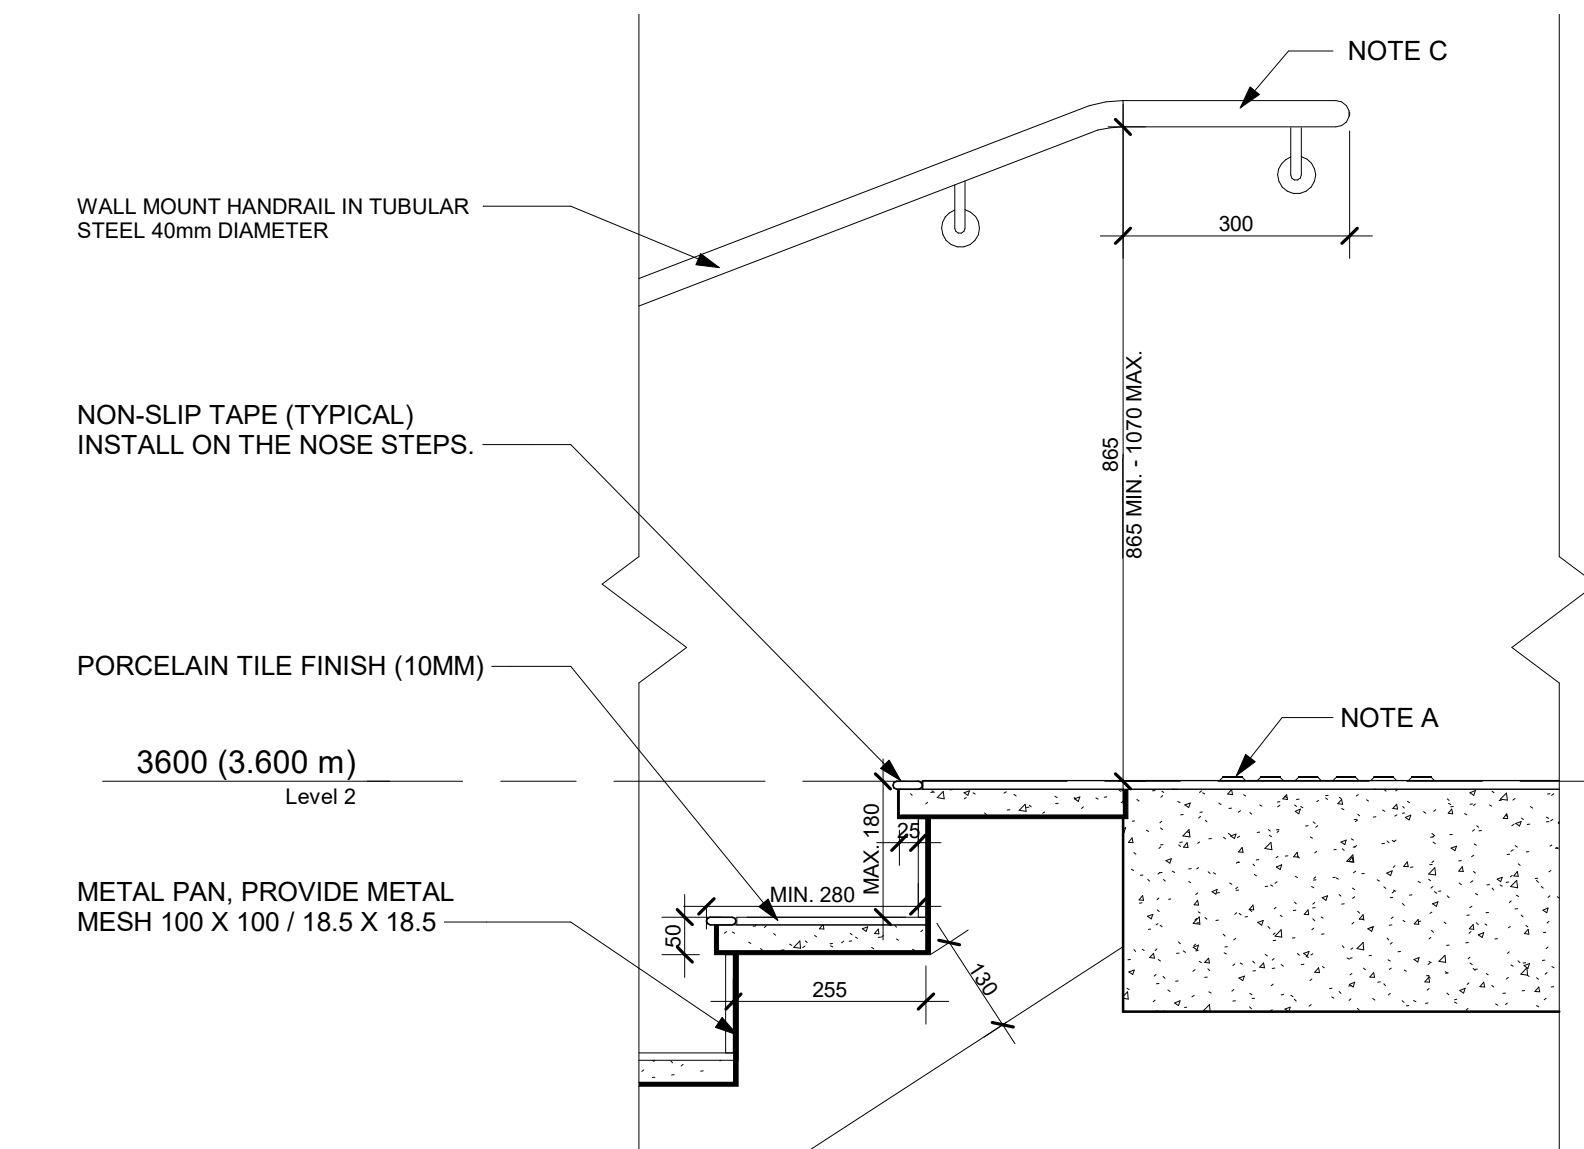 NOTE C
WALL MOUNT HANDRAIL IN TUBULAR
STEEL 40mm DIAMETER
300
865
865 MIN. - 1070 MAX.
NON-SLIP TAPE (TYPICAL)
INSTALL ON THE NOSE STEPS.
PORCELAIN TILE FINISH (10MM)
NOTE A
3600 (3.600 m)
Level 2
MAX. 180
25
METAL PAN, PROVIDE METAL
MESH 100 X 100 / 18.5 X 18.5
MIN. 280
50
255
130